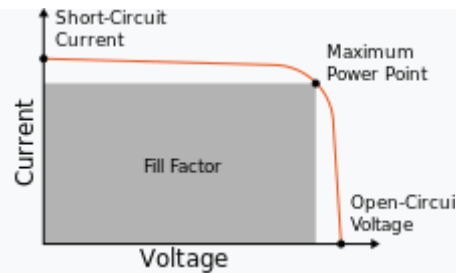 Short-Circuit
Current
Maximum
Power Point
Current
Fill Factor
Open-Circui
Voltage
Voltage